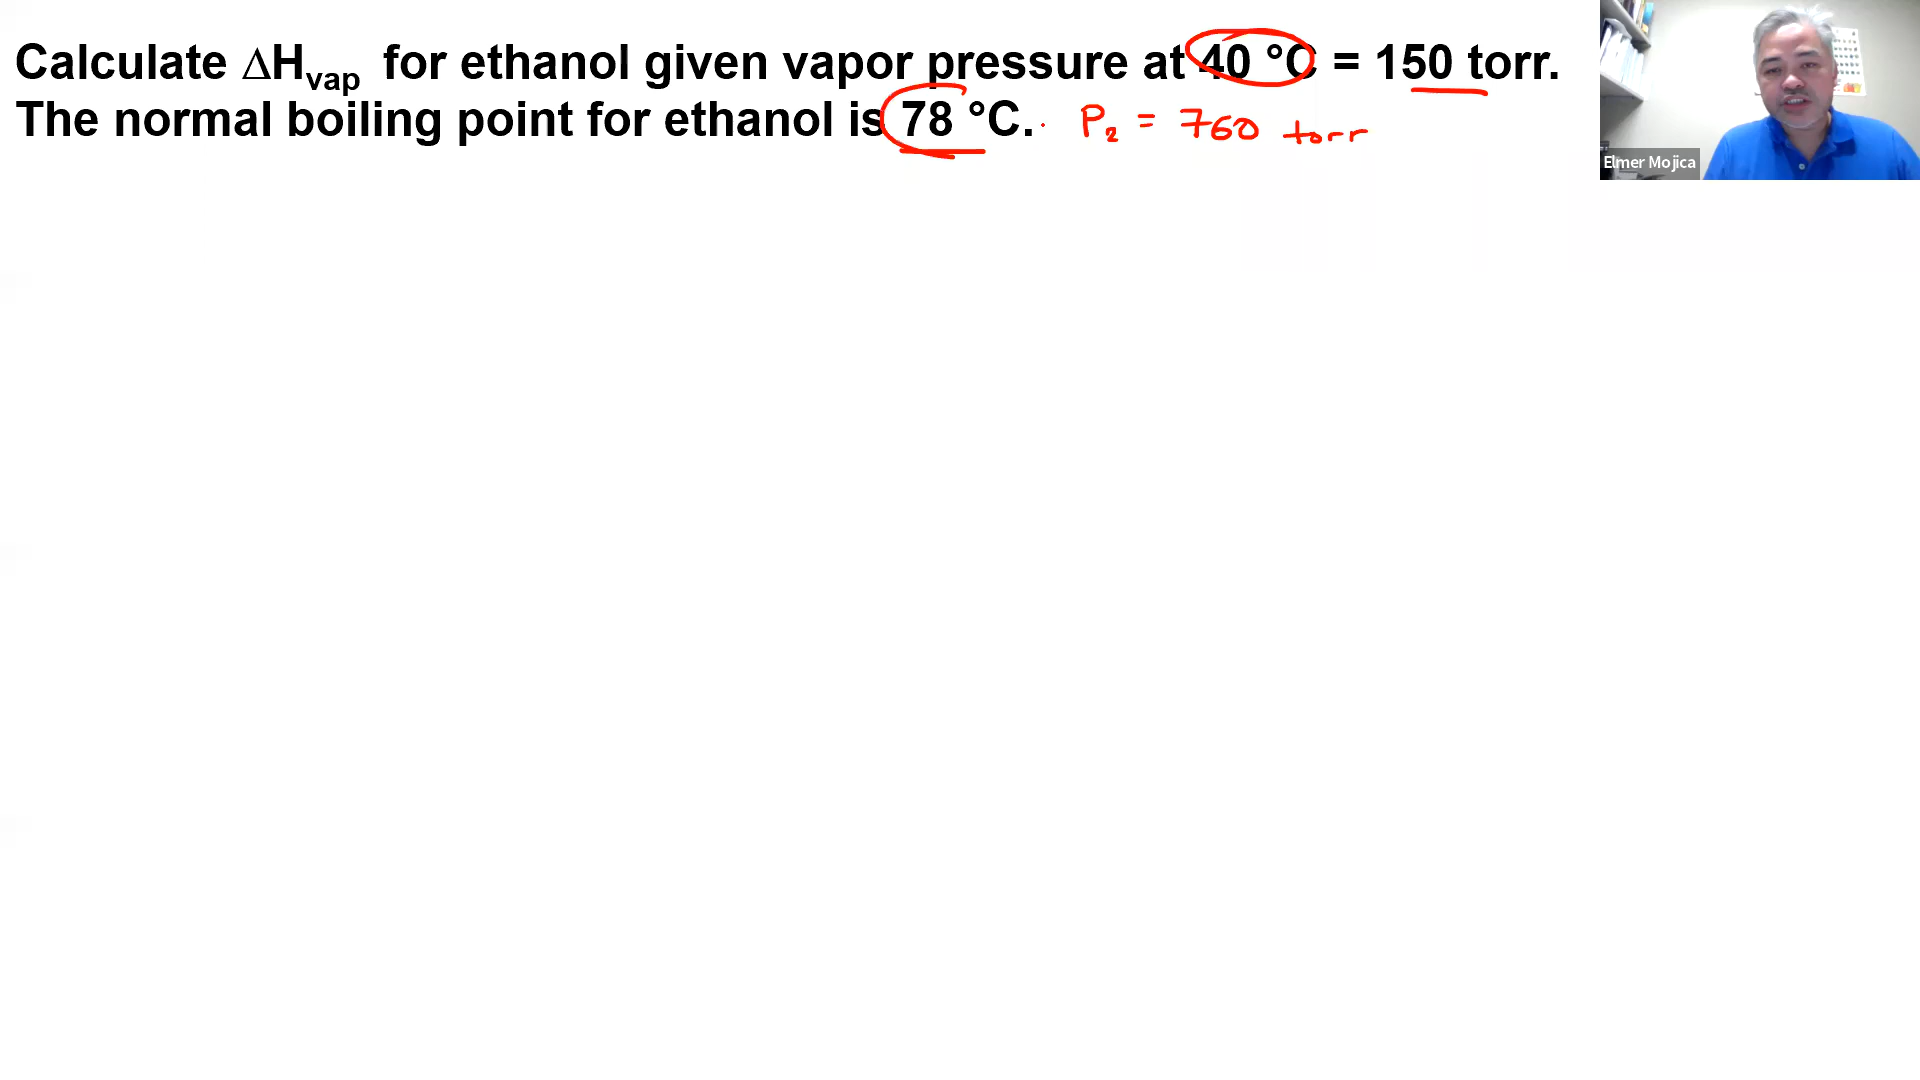 Calculate ΔHvap for ethanol given vapor pressure at 40 °C = 150 torr.
The normal boiling point for ethanol is 78 °C. P2 = 760 torr
Elmer Mojica